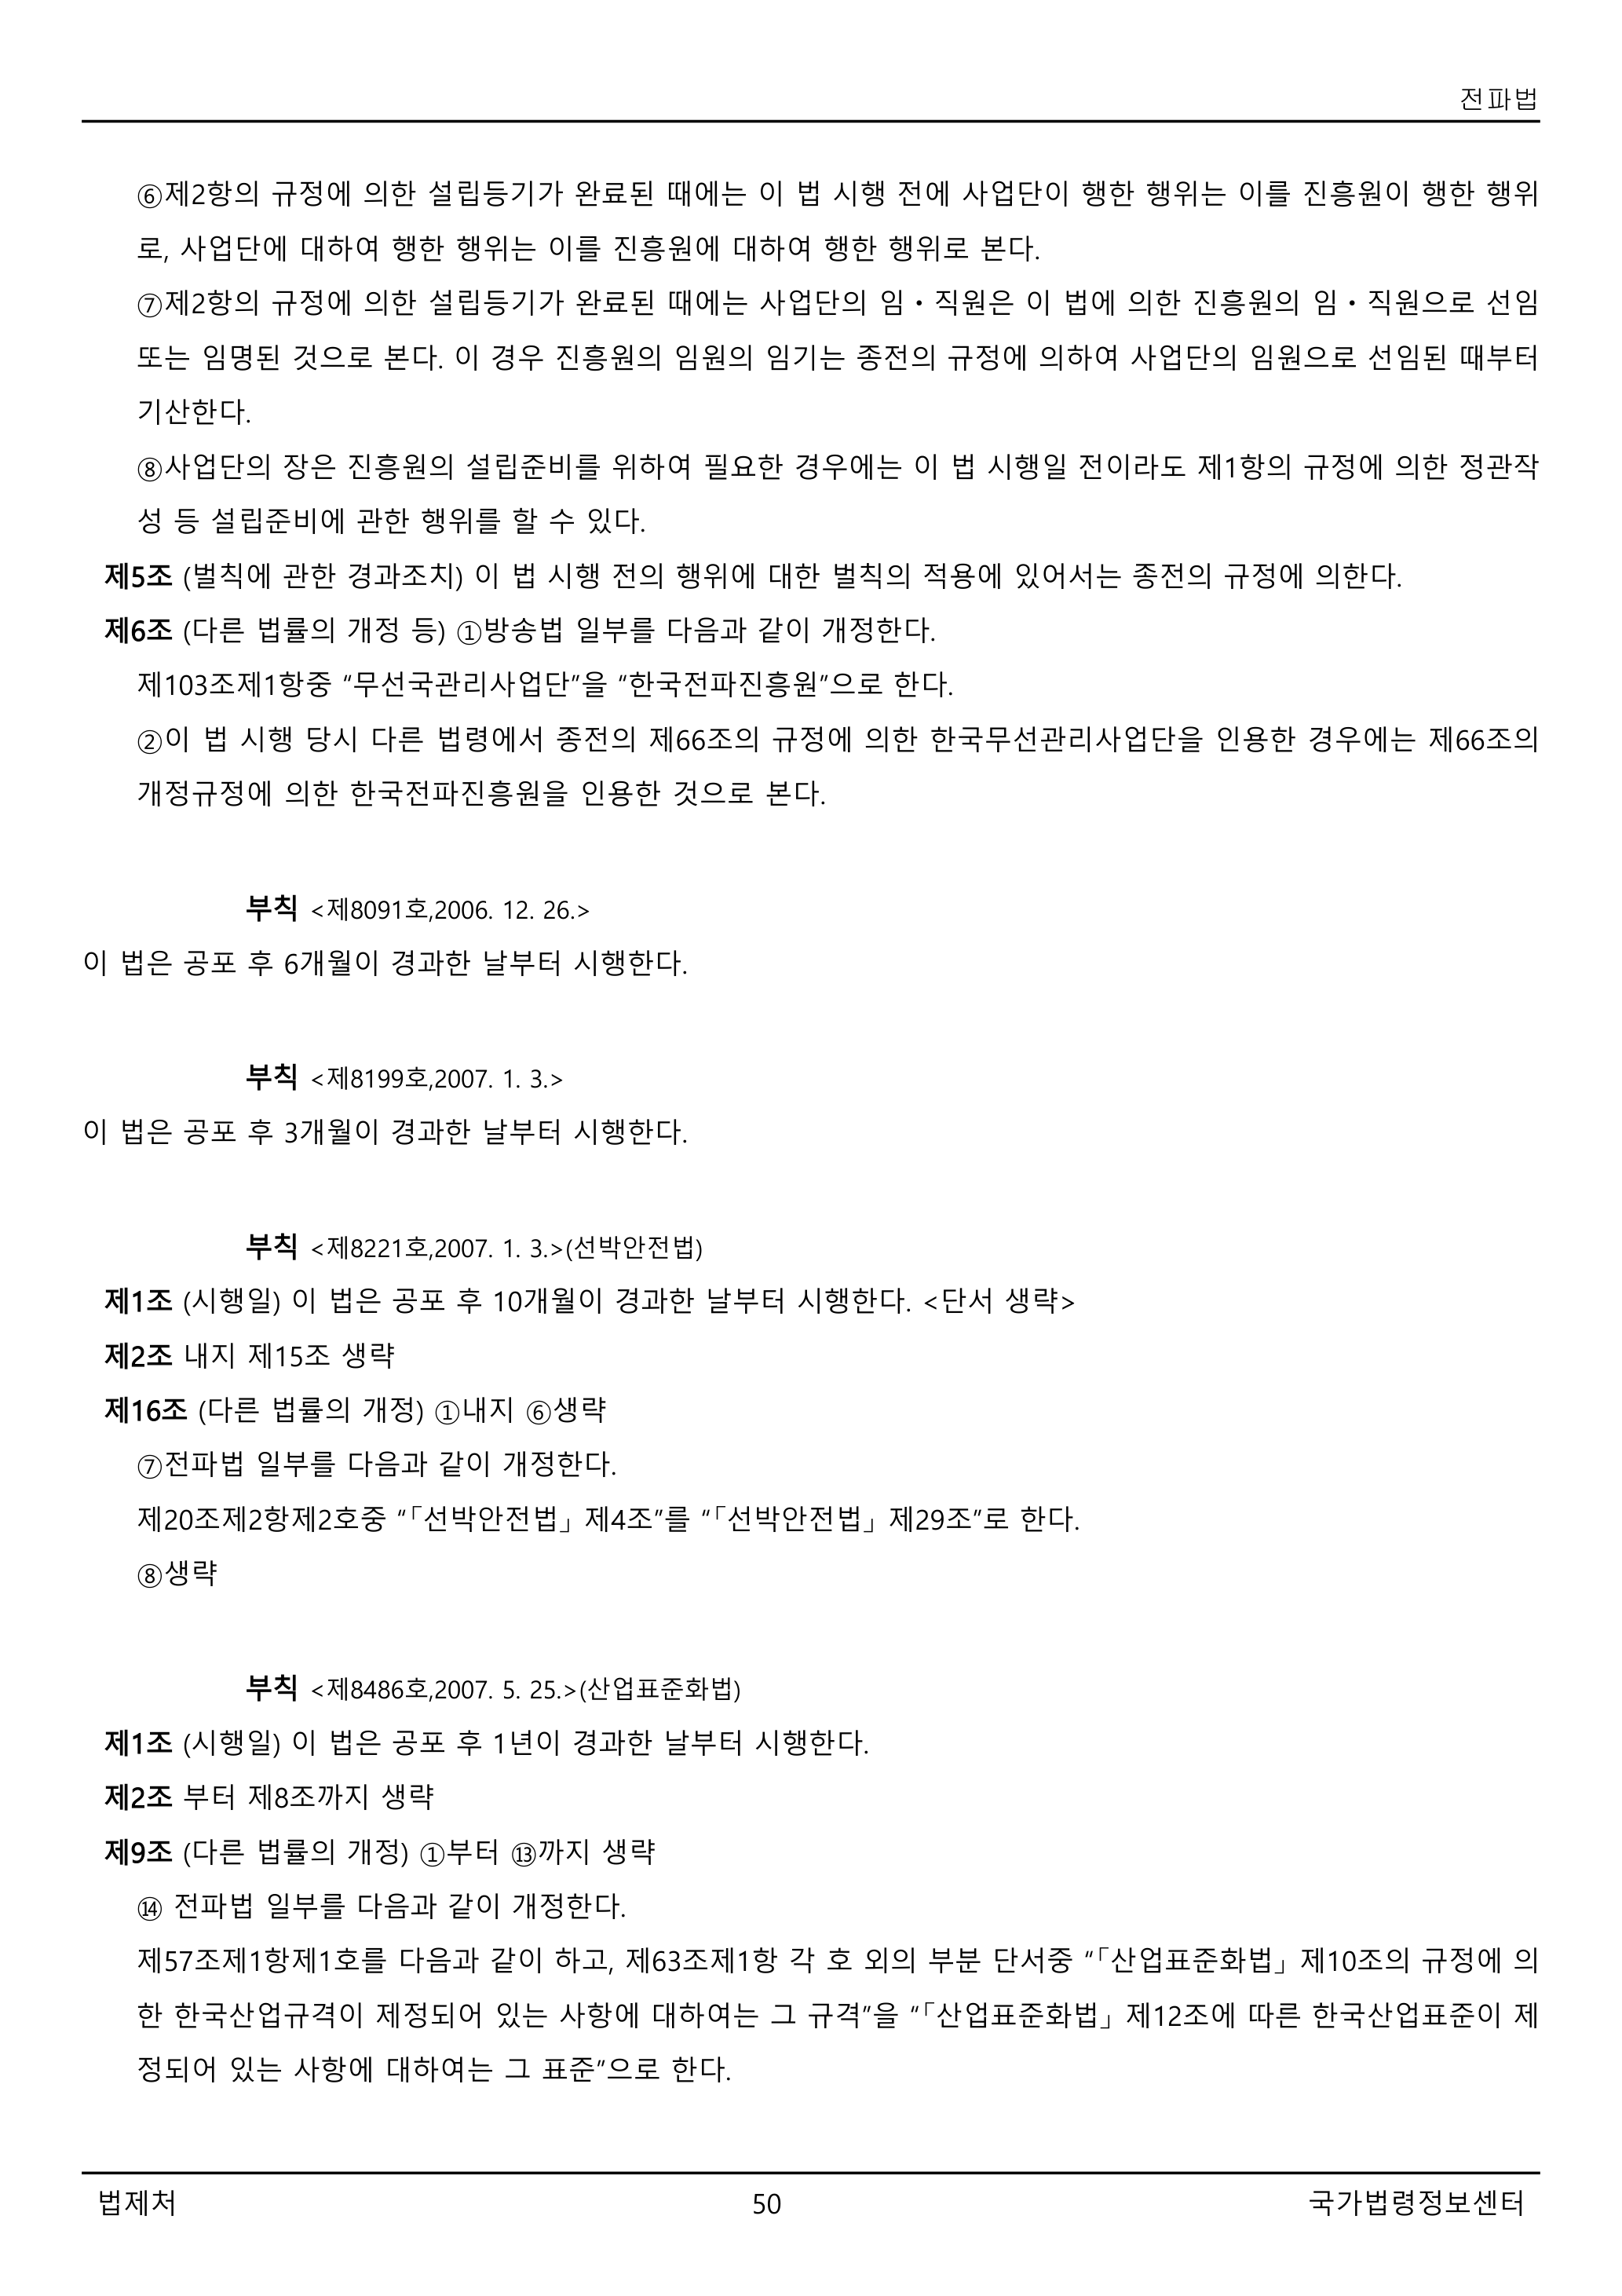 전파법
⑥제2항의 규정에 의한 설립등기가 완료된 때에는 이 법 시행 전에 사업단이 행한 행위는 이를 진흥원이 행한 행위
로, 사업단에 대하여 행한 행위는 이를 진흥원에 대하여 행한 행위로 본다.
⑦제2항의 규정에 의한 설립등기가 완료된 때에는 사업단의 임•직원은 이 법에 의한 진흥원의 임•직원으로 선임
또는 임명된 것으로 본다. 이 경우 진흥원의 임원의 임기는 종전의 규정에 의하여 사업단의 임원으로 선임된 때부터
기산한다.
⑧사업단의 장은 진흥원의 설립준비를 위하여 필요한 경우에는 이 법 시행일 전이라도 제1항의 규정에 의한 정관작
성 등 설립준비에 관한 행위를 할 수 있다.
제5조 (벌칙에 관한 경과조치) 이 법 시행 전의 행위에 대한 벌칙의 적용에 있어서는 종전의 규정에 의한다.
제6조 (다른 법률의 개정 등) ①방송법 일부를 다음과 같이 개정한다.
제103조제1항중 “무선국관리사업단”을 “한국전파진흥원”으로 한다.
②이 법 시행 당시 다른 법령에서 종전의 제66조의 규정에 의한 한국무선관리사업단을 인용한 경우에는 제66조의
개정규정에 의한 한국전파진흥원을 인용한 것으로 본다.
부칙 <제8091호,2006. 12. 26.>
이 법은 공포 후 6개월이 경과한 날부터 시행한다.
부칙 <제8199호,2007. 1. 3.>
이 법은 공포 후 3개월이 경과한 날부터 시행한다.
부칙 <제8221호,2007. 1. 3.>(선박안전법)
제1조 (시행일) 이 법은 공포 후 10개월이 경과한 날부터 시행한다. <단서 생략>
제2조 내지 제15조 생략
제16조 (다른 법률의 개정) ①내지 ⑥생략
⑦전파법 일부를 다음과 같이 개정한다.
제20조제2항제2호중 “「선박안전법」 제4조”를 “「선박안전법」 제29조”로 한다.
⑧생략
부칙 <제8486호,2007. 5. 25.>(산업표준화법)
제1조 (시행일) 이 법은 공포 후 1년이 경과한 날부터 시행한다.
제2조 부터 제8조까지 생략
제9조 (다른 법률의 개정) ①부터 ⑬까지 생략
⑭ 전파법 일부를 다음과 같이 개정한다.
제57조제1항제1호를 다음과 같이 하고, 제63조제1항 각 호 외의 부분 단서중 “「산업표준화법」 제10조의 규정에 의
한 한국산업규격이 제정되어 있는 사항에 대하여는 그 규격”을 “「산업표준화법」 제12조에 따른 한국산업표준이 제
정되어 있는 사항에 대하여는 그 표준”으로 한다.
법제처
50
국가법령정보센터